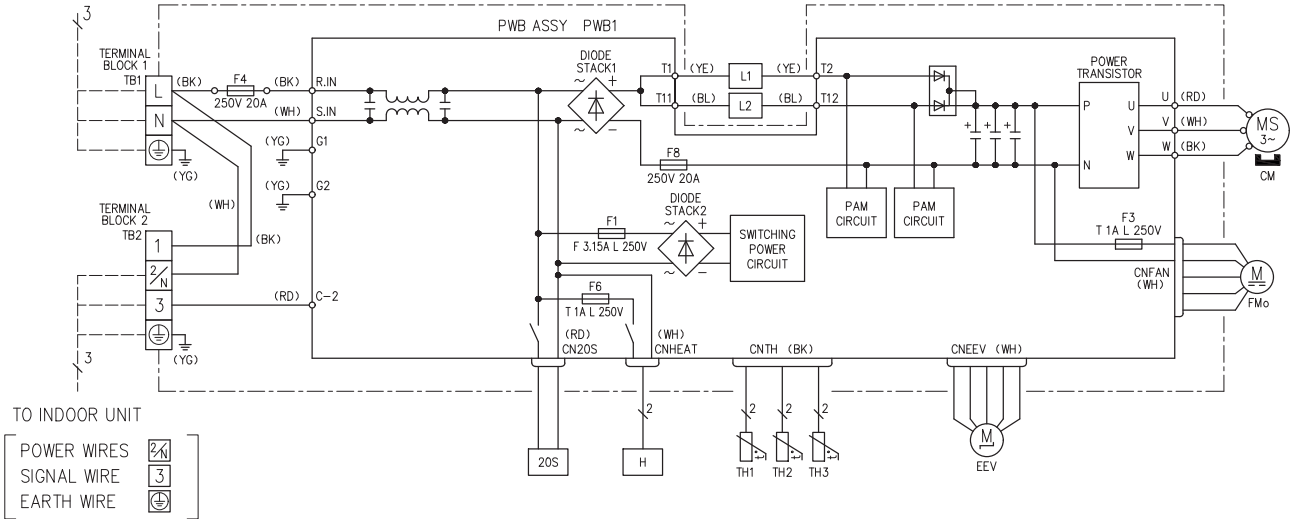 3
PWB ASSY PWB1
TERMINAL
BLOCK 1
TB1
L
N
(BK)
F4
250V 20A
(BK)
R.IN
(WH)
S.IN
(YG)
G1
(YG)
(YG)
G2
(WH)
(BK)
TERMINAL
BLOCK 2
TB2
1
2/N
3
(RD)
C-2
(YG)
3
DIODE
STACK1
~
+
~
−
T1
(YE)
L1
(YE)
T2
T11
(BL)
L2
(BL)
T12
F8
250V 20A
PAM
CIRCUIT
PAM
CIRCUIT
+
+
+
POWER
TRANSISTOR
P
N
U
V
W
U
(RD)
V
(WH)
W
(BK)
MS
3~
CM
F1
F 3.15A L 250V
DIODE
STACK2
~
+
~
−
SWITCHING
POWER
CIRCUIT
F6
T 1A L 250V
F3
T 1A L 250V
CNFAN
(WH)
M
FMo
(RD)
CN20S
(WH)
CNHEAT
CNTH (BK)
CNEEV (WH)
20S
2
H
2
2
2
t°
t°
t°
TH1
TH2
TH3
M
EEV
TO INDOOR UNIT
POWER WIRES 2/N
SIGNAL WIRE 3
EARTH WIRE